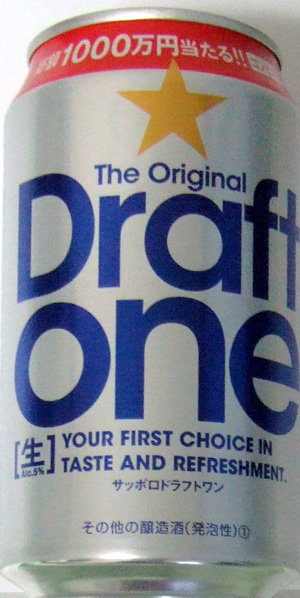 総額1000万円当たる!!
The Original
Draft
one
[生]
Alc.5%
YOUR FIRST CHOICE IN
TASTE AND REFRESHMENT.
サッポロドラフトワン
その他の醸造酒(発泡性)①